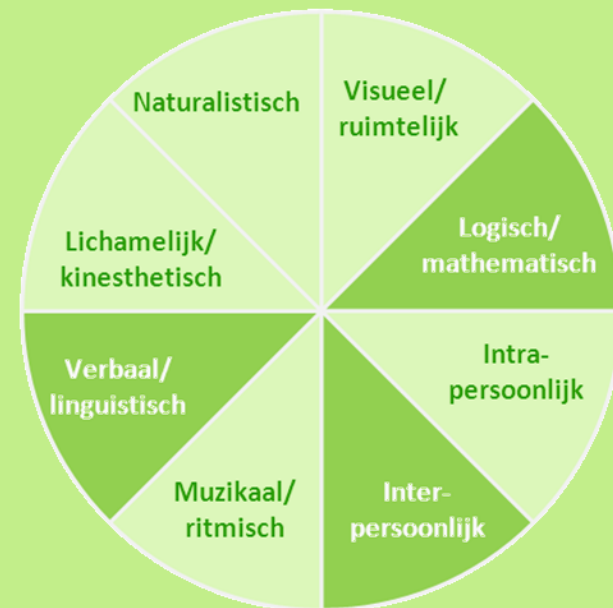 Naturalistisch
Visueel/
ruimtelijk
Logisch/
mathematisch
Intra-
persoonlijk
Inter-
persoonlijk
Muzikaal/
ritmisch
Verbaal/
linguistisch
Lichamelijk/
kinesthetisch